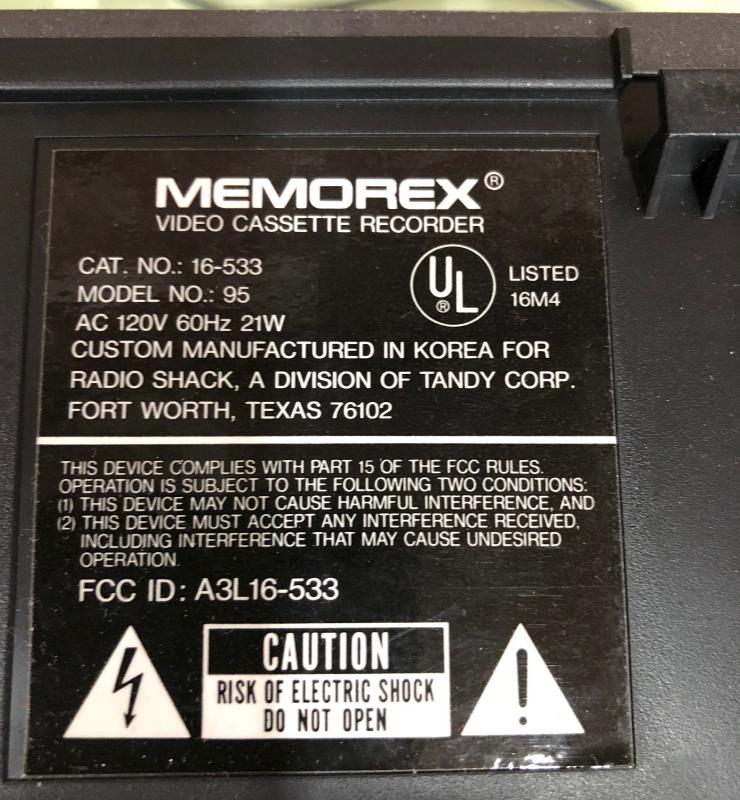 MEMOREX®
VIDEO CASSETTE RECORDER
CAT. NO.: 16-533
MODEL NO.: 95
AC 120V 60Hz 21W
UL®
LISTED
16M4
CUSTOM MANUFACTURED IN KOREA FOR
RADIO SHACK, A DIVISION OF TANDY CORP.
FORT WORTH, TEXAS 76102
THIS DEVICE COMPLIES WITH PART 15 OF THE FCC RULES.
OPERATION IS SUBJECT TO THE FOLLOWING TWO CONDITIONS:
(1) THIS DEVICE MAY NOT CAUSE HARMFUL INTERFERENCE, AND
(2) THIS DEVICE MUST ACCEPT ANY INTERFERENCE RECEIVED,
INCLUDING INTERFERENCE THAT MAY CAUSE UNDESIRED
OPERATION.
FCC ID: A3L16-533
CAUTION
RISK OF ELECTRIC SHOCK
DO NOT OPEN
!